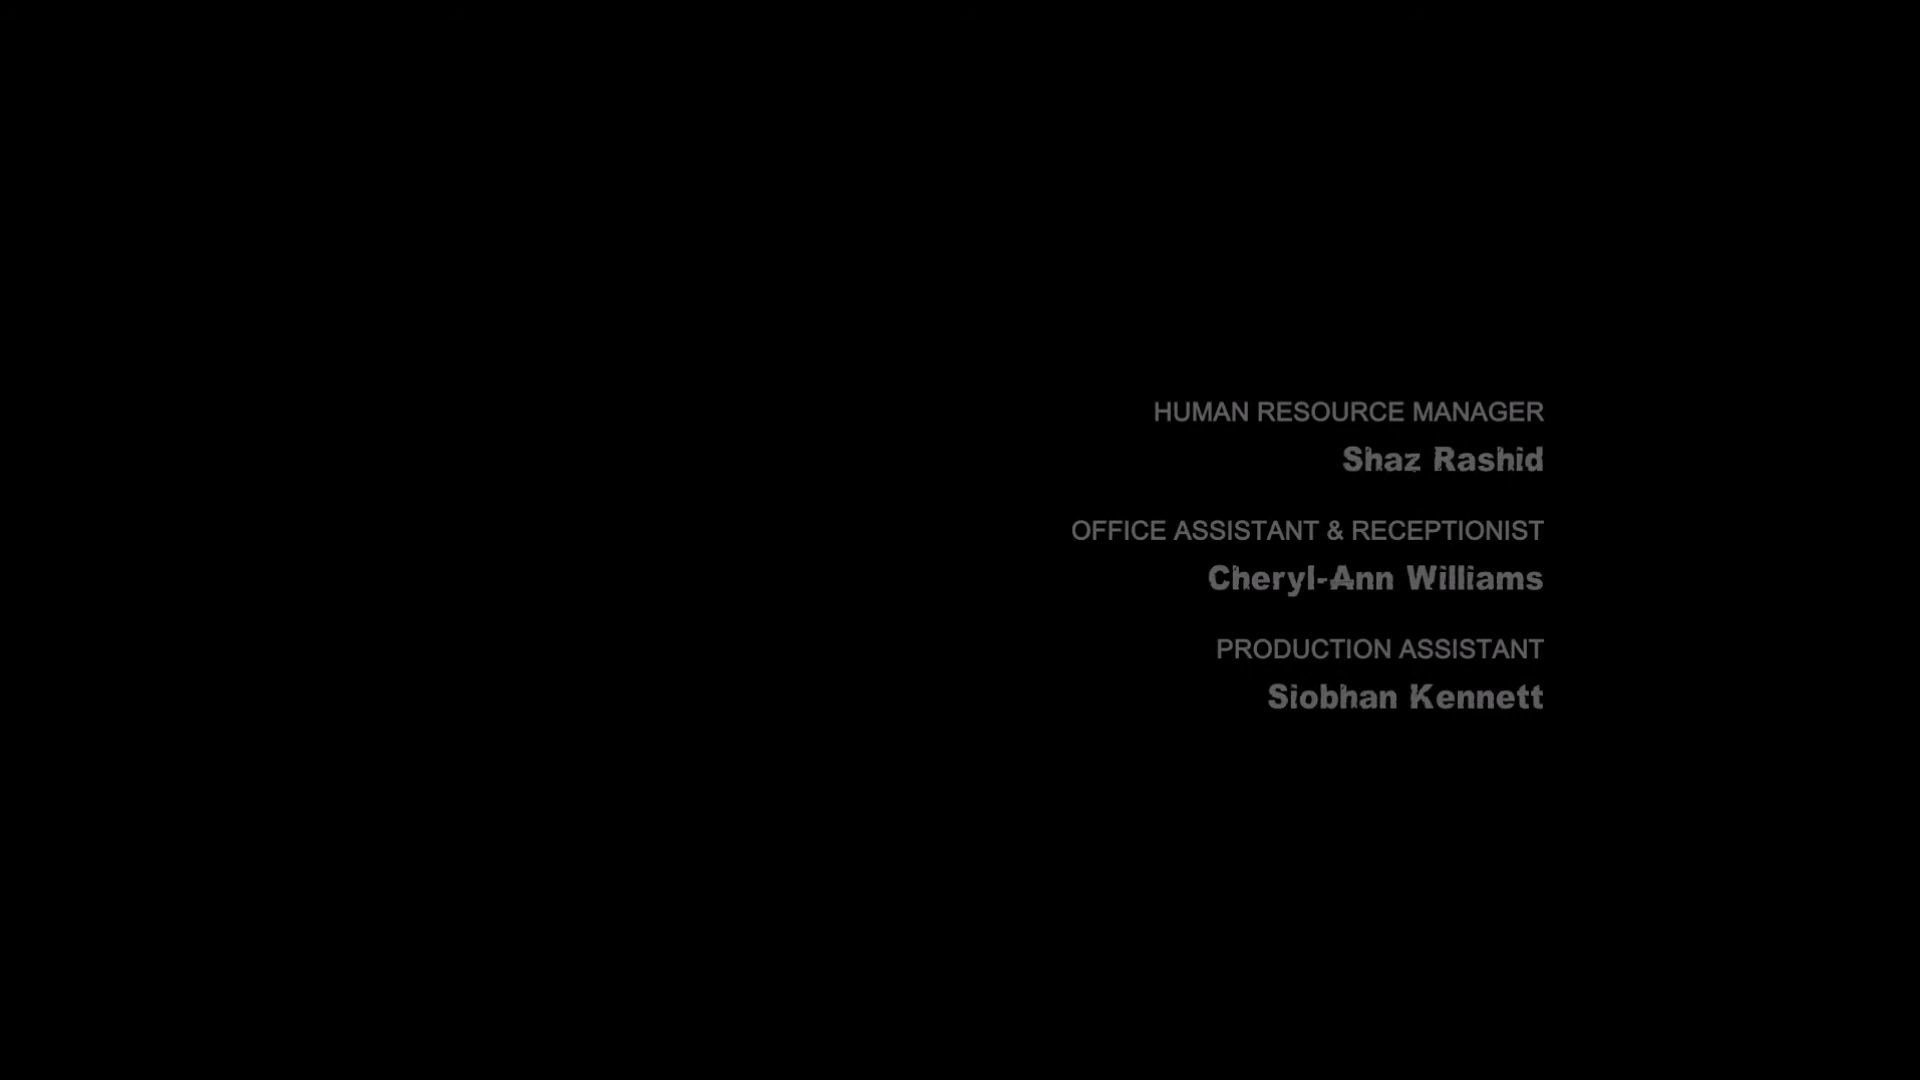 HUMAN RESOURCE MANAGER
Shaz Rashid
OFFICE ASSISTANT & RECEPTIONIST
Cheryl-Ann Williams
PRODUCTION ASSISTANT
Siobhan Kennett